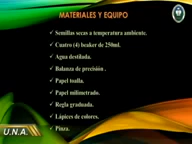 MATERIALES Y EQUIPO
✓ Semillas secas a temperatura ambiente.
✓ Cuatro (4) beaker de 250ml.
✓ Agua destilada.
✓ Balanza de precisión .
✓ Papel toalla.
✓ Papel milimetrado.
✓ Regla graduada.
✓ Lápices de colores.
✓ Pinza.
U.N.A.